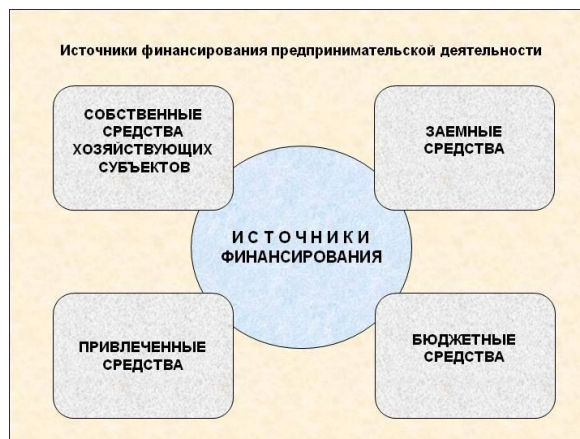 Источники финансирования предпринимательской деятельности
СОБСТВЕННЫЕ
СРЕДСТВА
ХОЗЯЙСТВУЮЩИХ
СУБЪЕКТОВ
ЗАЕМНЫЕ
СРЕДСТВА
И С Т О Ч Н И К И
ФИНАНСИРОВАНИЯ
ПРИВЛЕЧЕННЫЕ
СРЕДСТВА
БЮДЖЕТНЫЕ
СРЕДСТВА